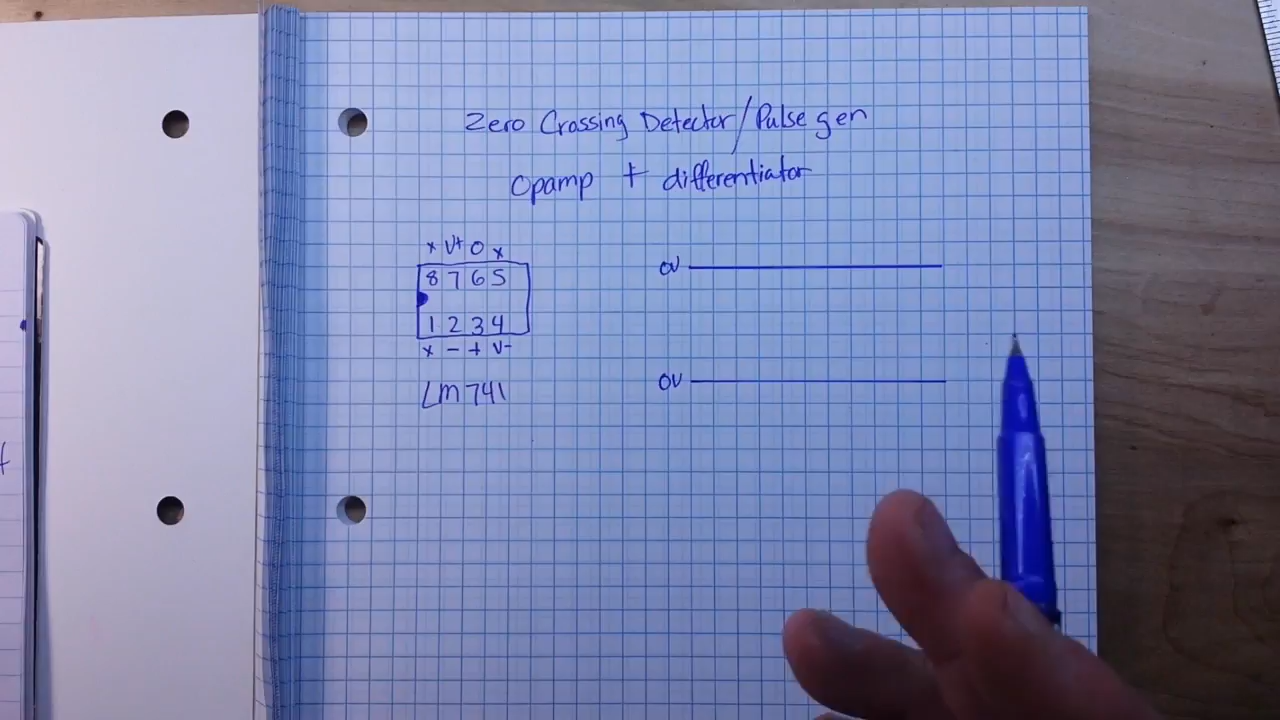 Zero Crossing Detector/Pulse gen
Opamp + differentiator
x V+ O x
8 7 6 5
1 2 3 4
x - + V-
LM741
0V
0V